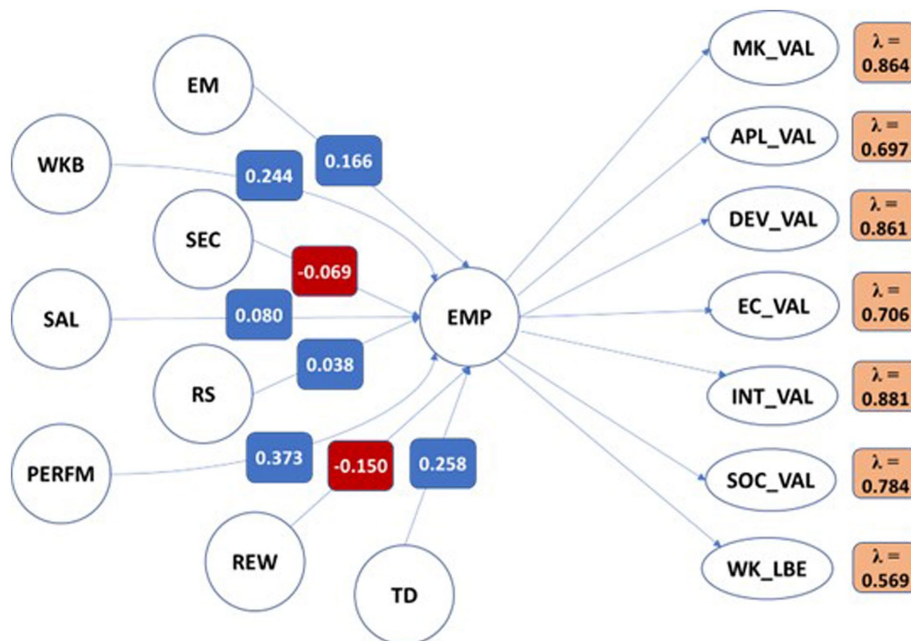 EM
WKB
SEC
SAL
RS
PERFM
REW
TD
0.166
0.244
-0.069
0.080
0.038
0.373
-0.150
0.258
EMP
MK_VAL
λ =
0.864
APL_VAL
λ =
0.697
DEV_VAL
λ =
0.861
EC_VAL
λ =
0.706
INT_VAL
λ =
0.881
SOC_VAL
λ =
0.784
WK_LBE
λ =
0.569